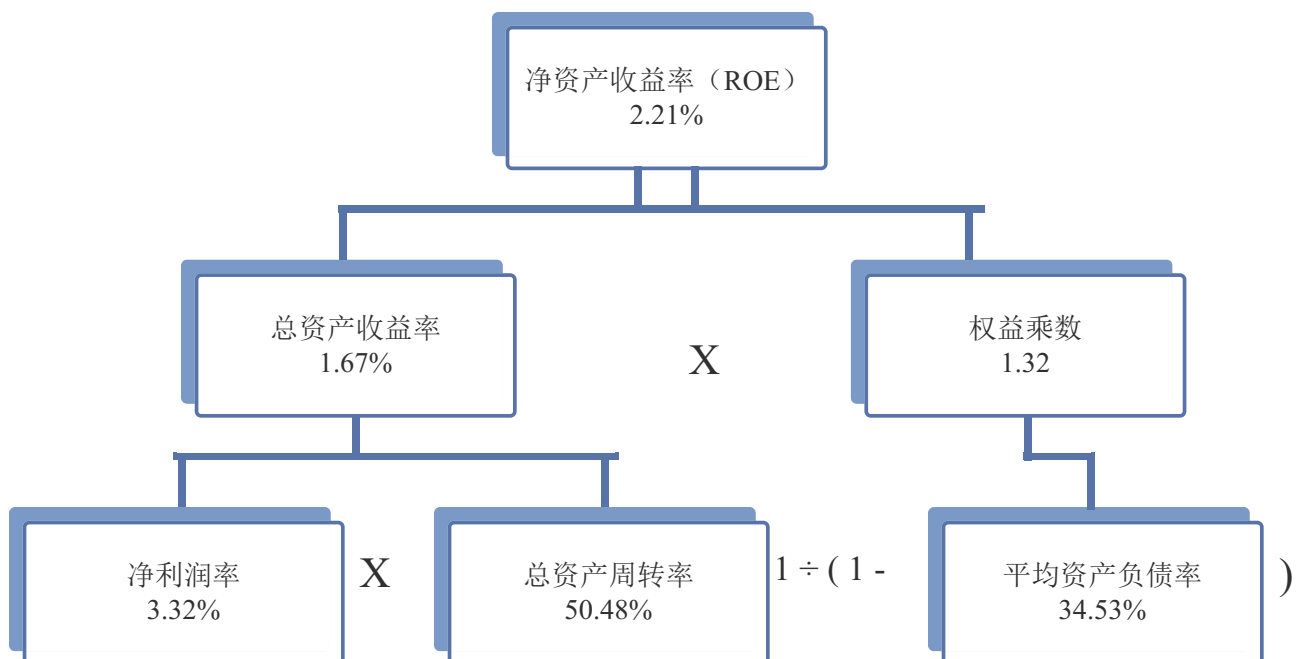 净资产收益率（ROE）
2.21%
总资产收益率
1.67%
X
权益乘数
1.32
净利润率
3.32%
X
总资产周转率
50.48%
1 ÷ ( 1 -
平均资产负债率
34.53%
)